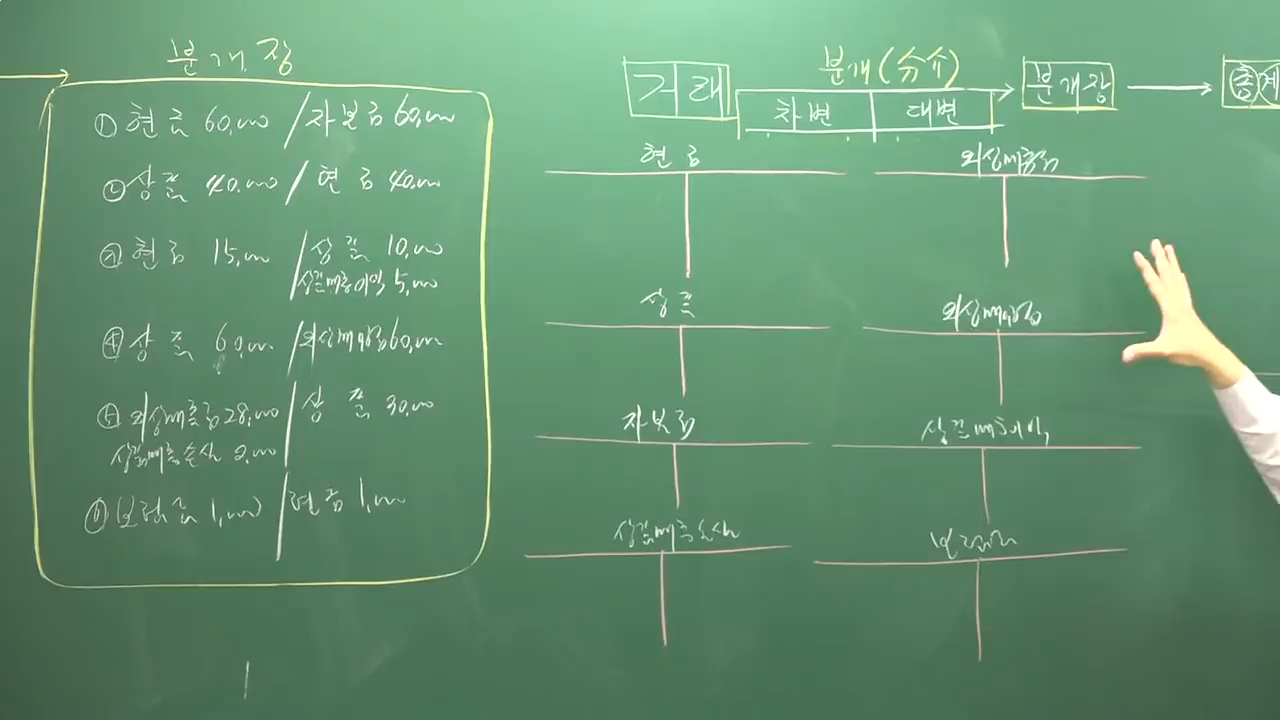 분개장
① 현금 60,000 / 자본금 60,000
② 상품 40,000 / 현금 40,000
③ 현금 15,000 / 상품 10,000
상품매출이익 5,000
④ 상품 60,000 / 외상매입금 60,000
⑤ 외상매출금 28,000 / 상품 30,000
상품매출손실 2,000
⑥ 보험료 1,000 / 현금 1,000
분개(分介)
거래
차변 대변
분개장
총계
현금
외상매출금
상품
외상매입금
자본금
상품매출이익
상품매출손실
보험료